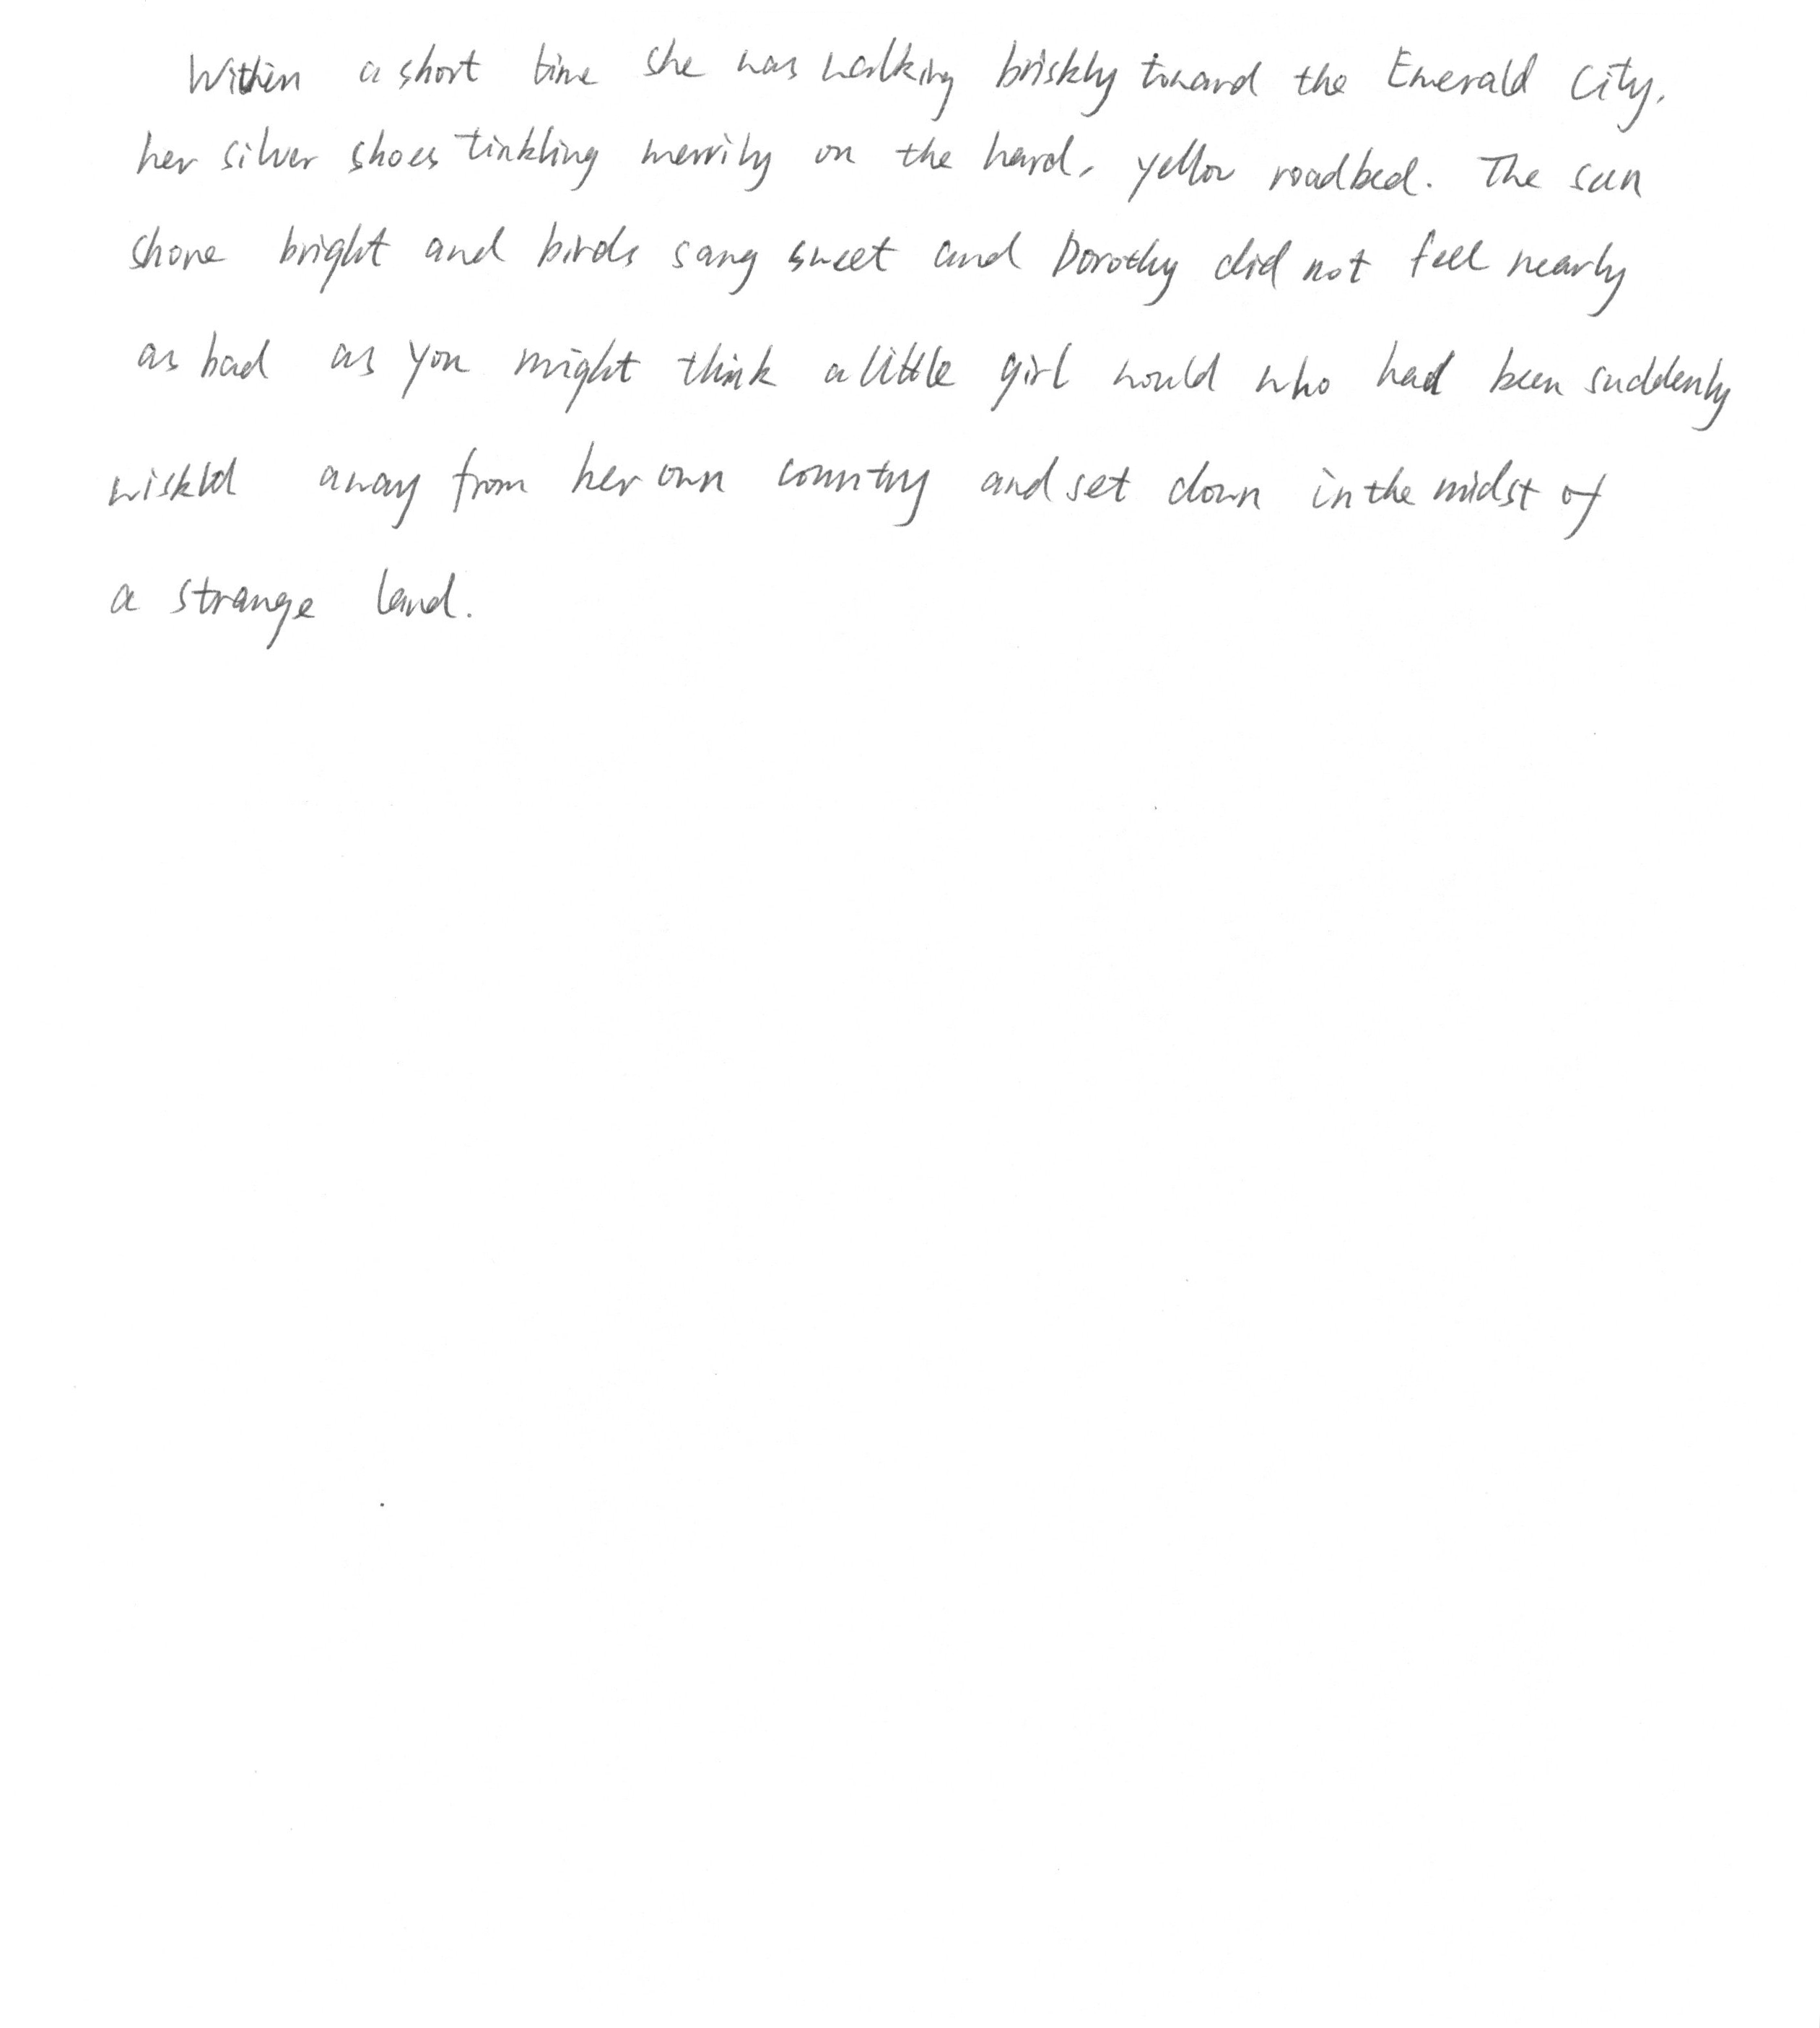 Within a short time she was walking briskly toward the Emerald City,
her silver shoes tinkling merrily on the hard, yellow roadbed. The sun
shone bright and birds sang sweet and Dorothy did not feel nearly
as bad as you might think a little girl would who had been suddenly
away from her own country and set down in the midst of
a strange land.